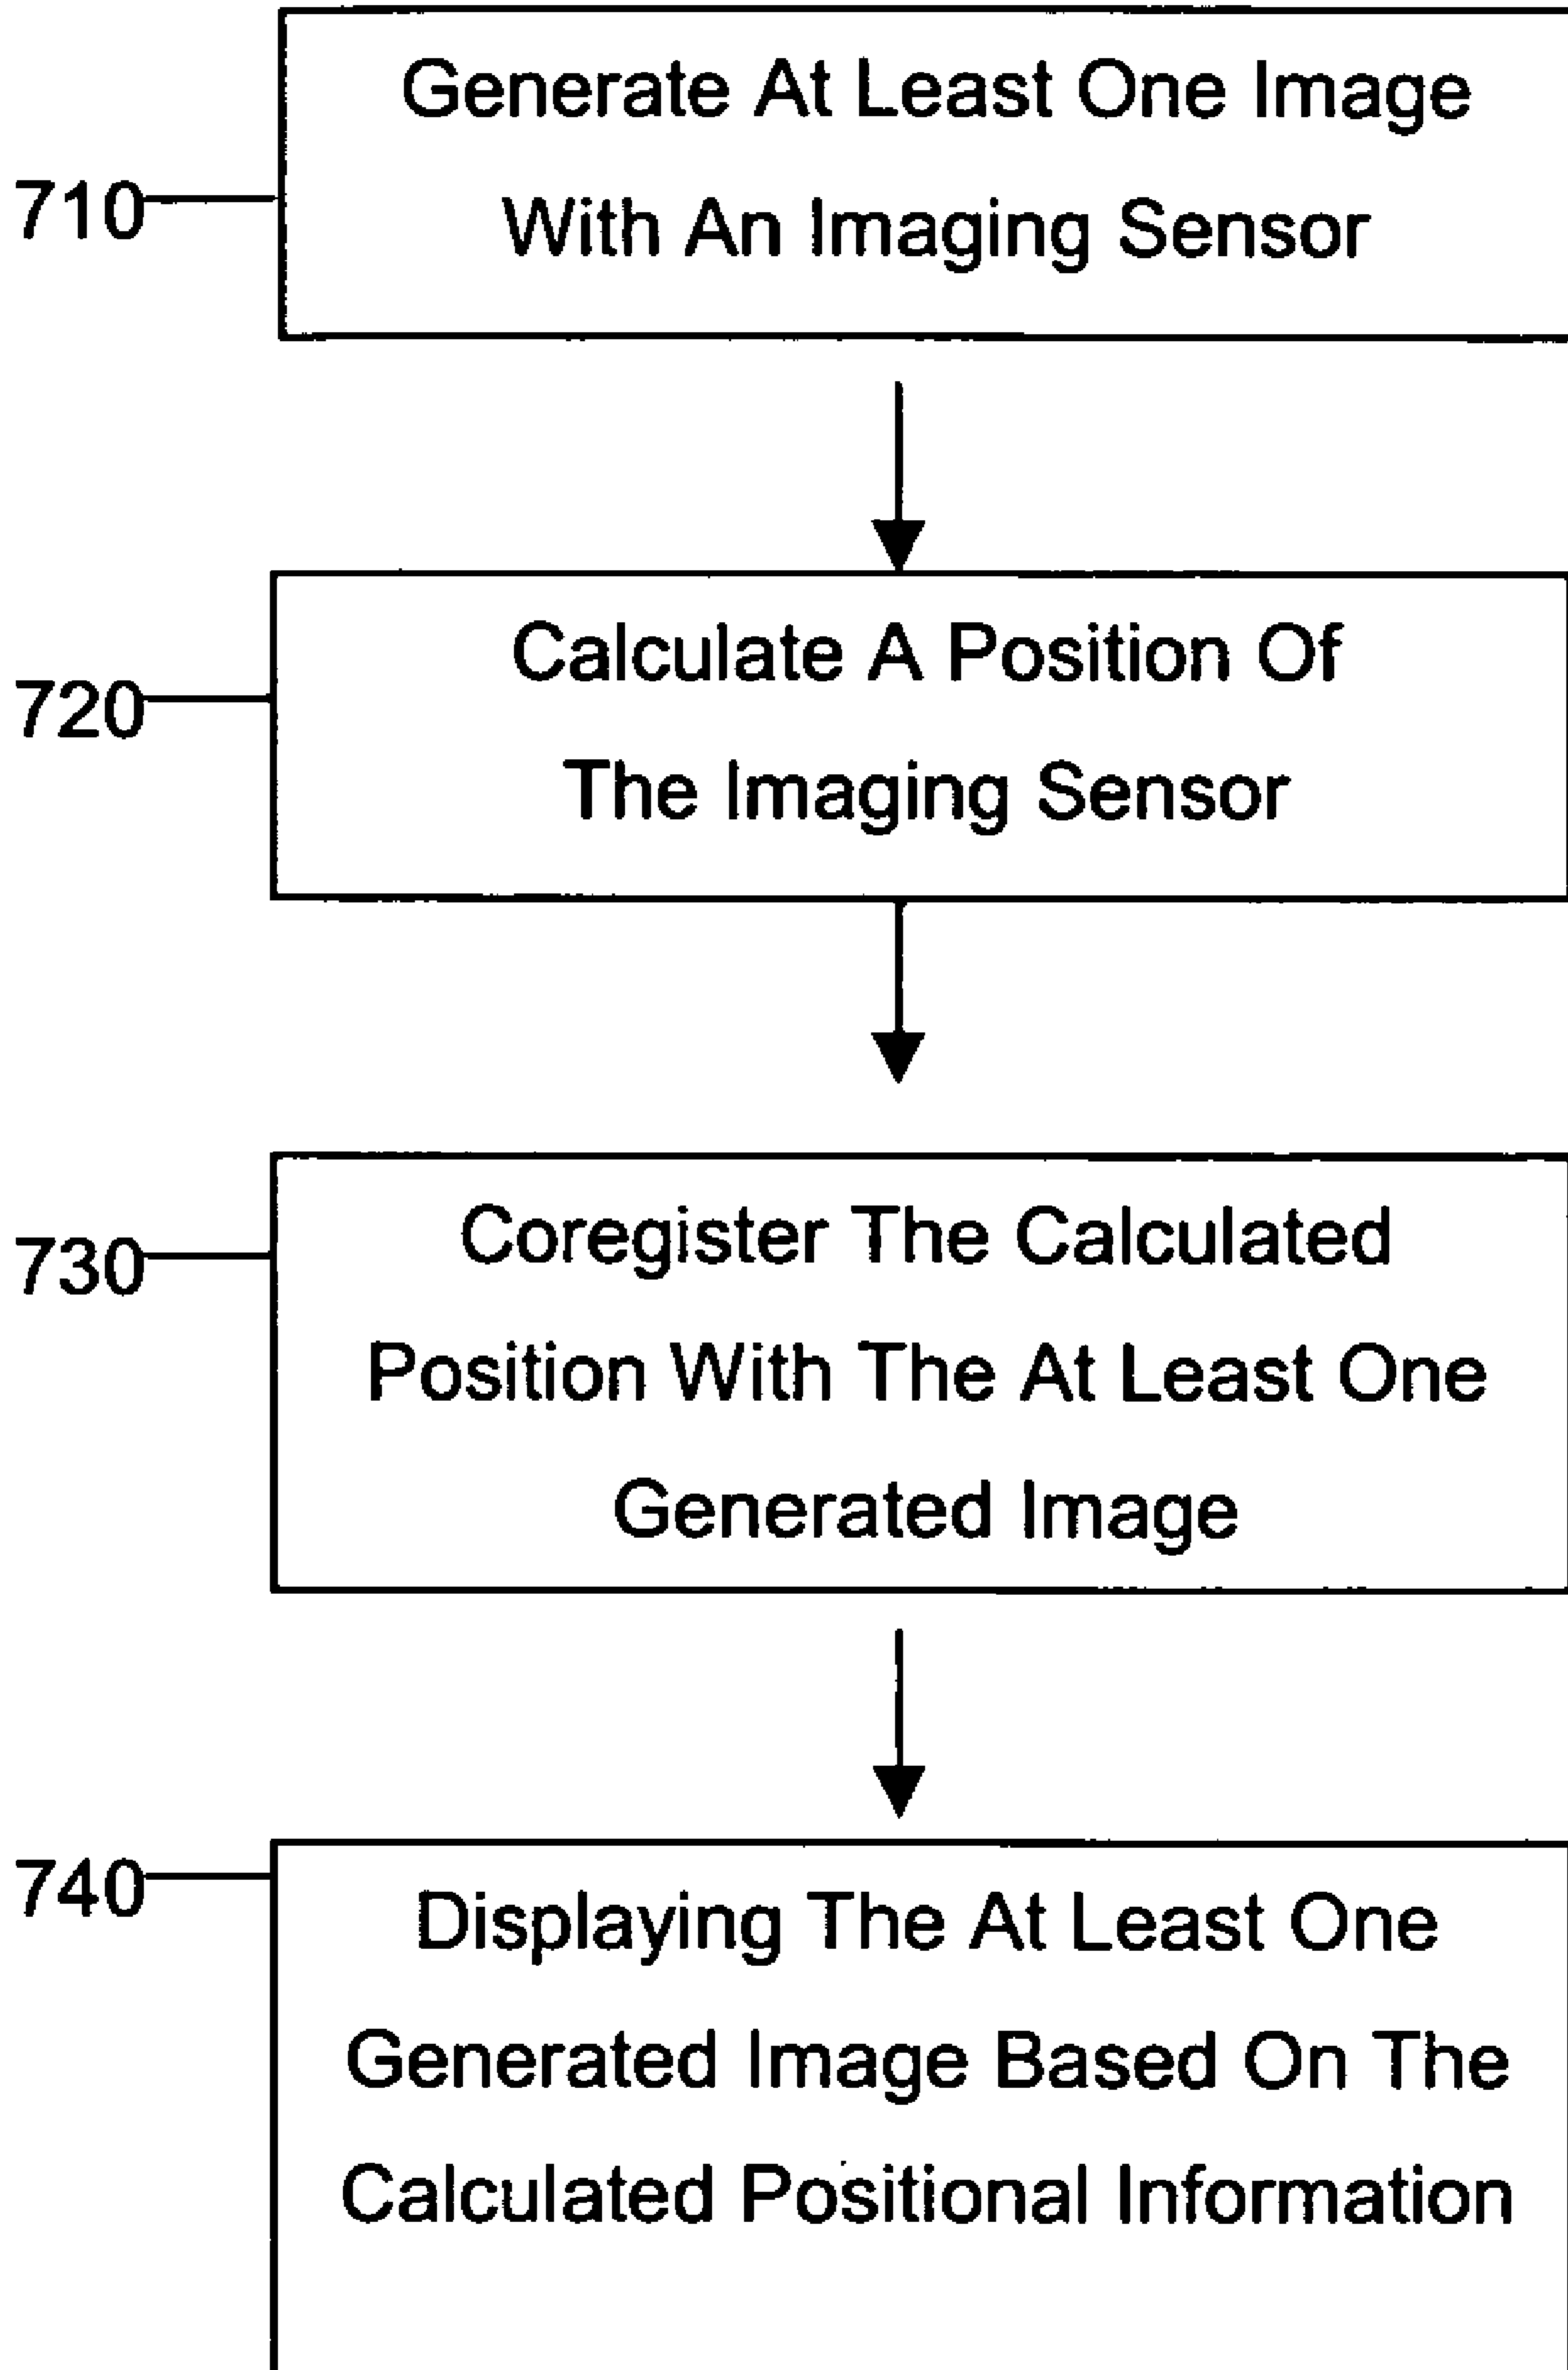 Generate At Least One Image
710
With An Imaging Sensor
Calculate A Position Of
720
The Imaging Sensor
Coregister The Calculated
730
Position With The At Least One
Generated Image
740
Displaying The At Least One
Generated Image Based On The
Calculated Positional Information